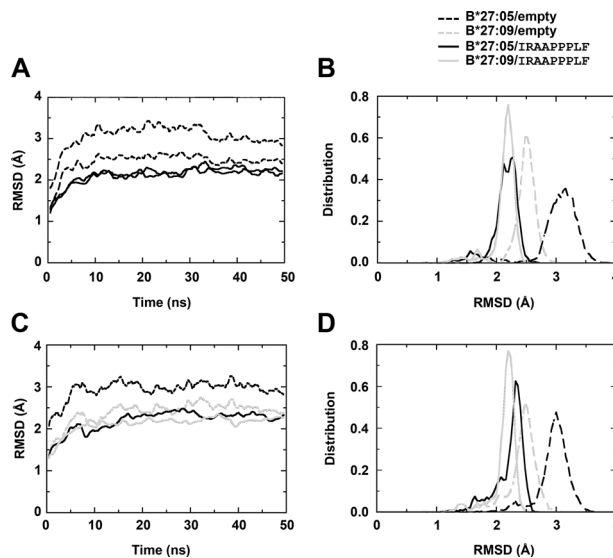 B*27:05/empty
B*27:09/empty
B*27:05/IRAAPPPLF
B*27:09/IRAAPPPLF
A
B
4
3
2
1
0
RMSD (Å)
0 10 20 30 40 50
Time (ns)
0.8
0.6
0.4
0.2
0.0
Distribution
0 1 2 3 4
RMSD (Å)
C
D
4
3
2
1
0
RMSD (Å)
0 10 20 30 40 50
Time (ns)
0.8
0.6
0.4
0.2
0.0
Distribution
0 1 2 3 4
RMSD (Å)